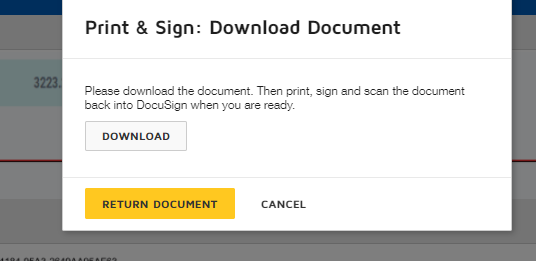 Print & Sign: Download Document
3223.
Please download the document. Then print, sign and scan the document
back into DocuSign when you are ready.
DOWNLOAD
RETURN DOCUMENT
CANCEL